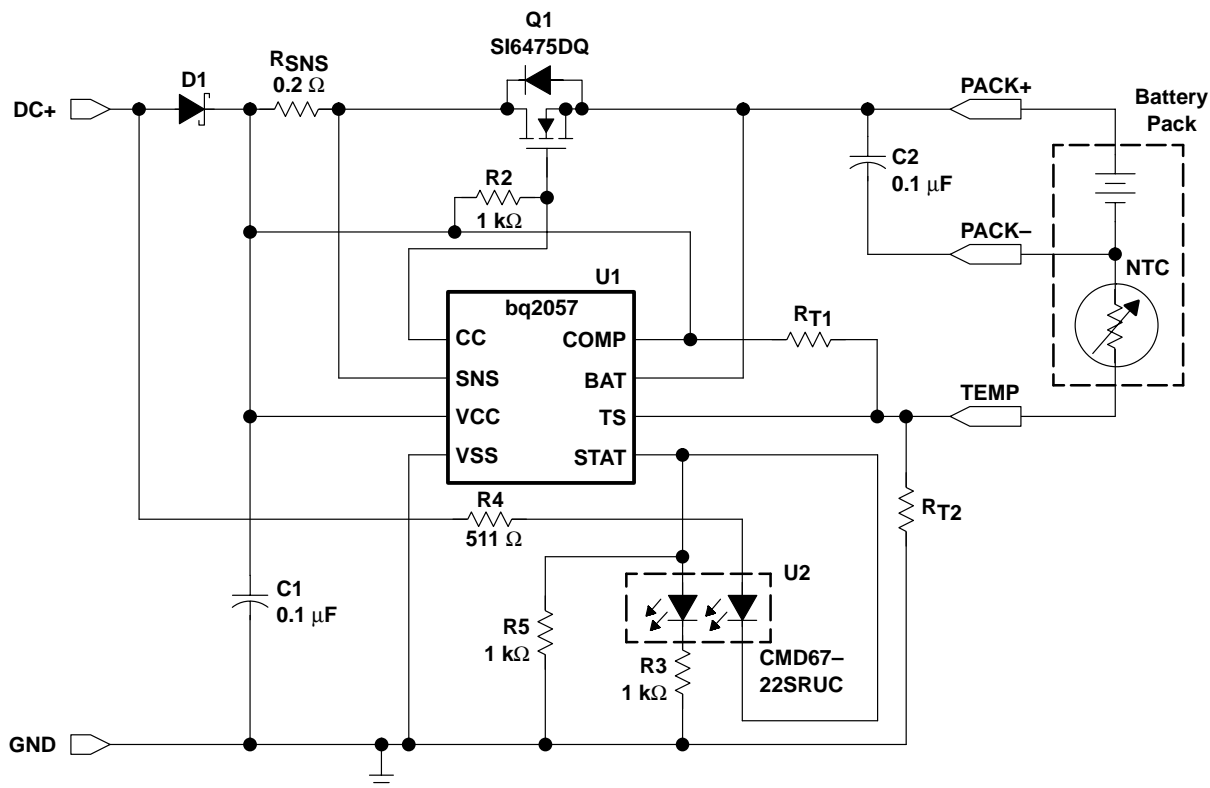 Q1
SI6475DQ
RSNS
0.2 Ω
D1
DC+
PACK+
Battery
Pack
C2
0.1 μF
R2
1 kΩ
PACK–
NTC
U1
bq2057
CC
COMP
RT1
SNS
BAT
VCC
TS
TEMP
VSS
STAT
R4
511 Ω
RT2
U2
C1
0.1 μF
R5
1 kΩ
R3
1 kΩ
CMD67–
22SRUC
GND